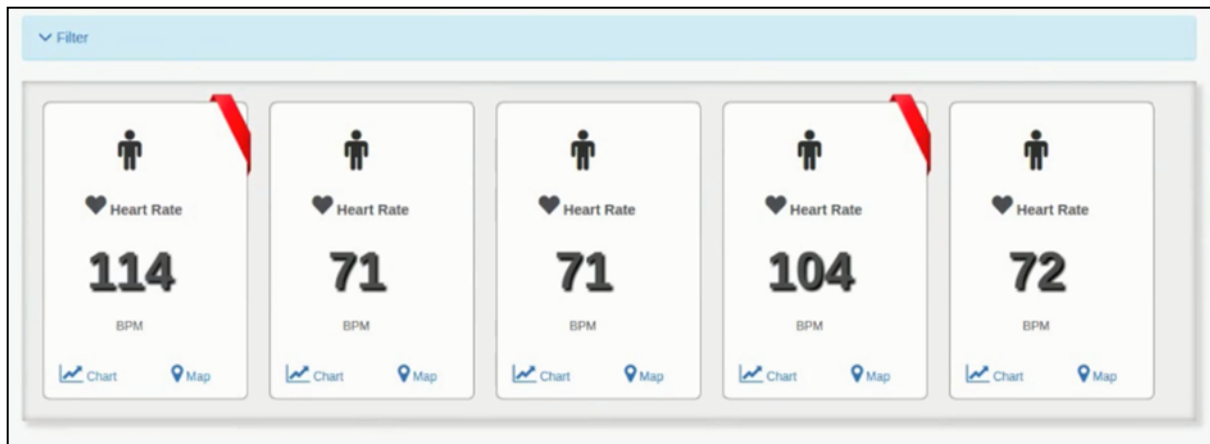 Filter
Heart Rate
114
BPM
Chart Map
Heart Rate
71
BPM
Chart Map
Heart Rate
71
BPM
Chart Map
Heart Rate
104
BPM
Chart Map
Heart Rate
72
BPM
Chart Map